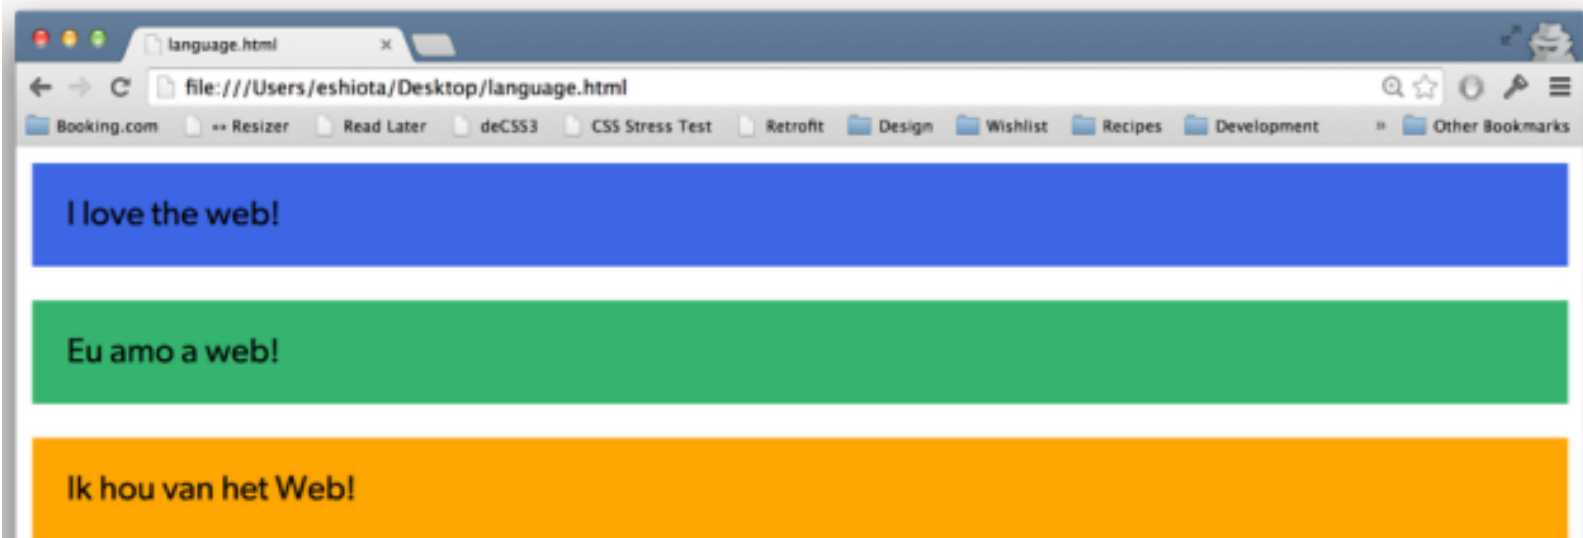 language.html
file:///Users/eshiota/Desktop/language.html
Booking.com ↔ Resizer Read Later deCSS3 CSS Stress Test Retrofit Design Wishlist Recipes Development » Other Bookmarks
I love the web!
Eu amo a web!
Ik hou van het Web!